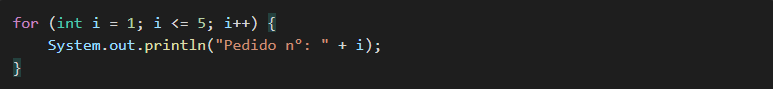 for (int i = 1; i <= 5; i++) {
    System.out.println("Pedido nº: " + i);
}